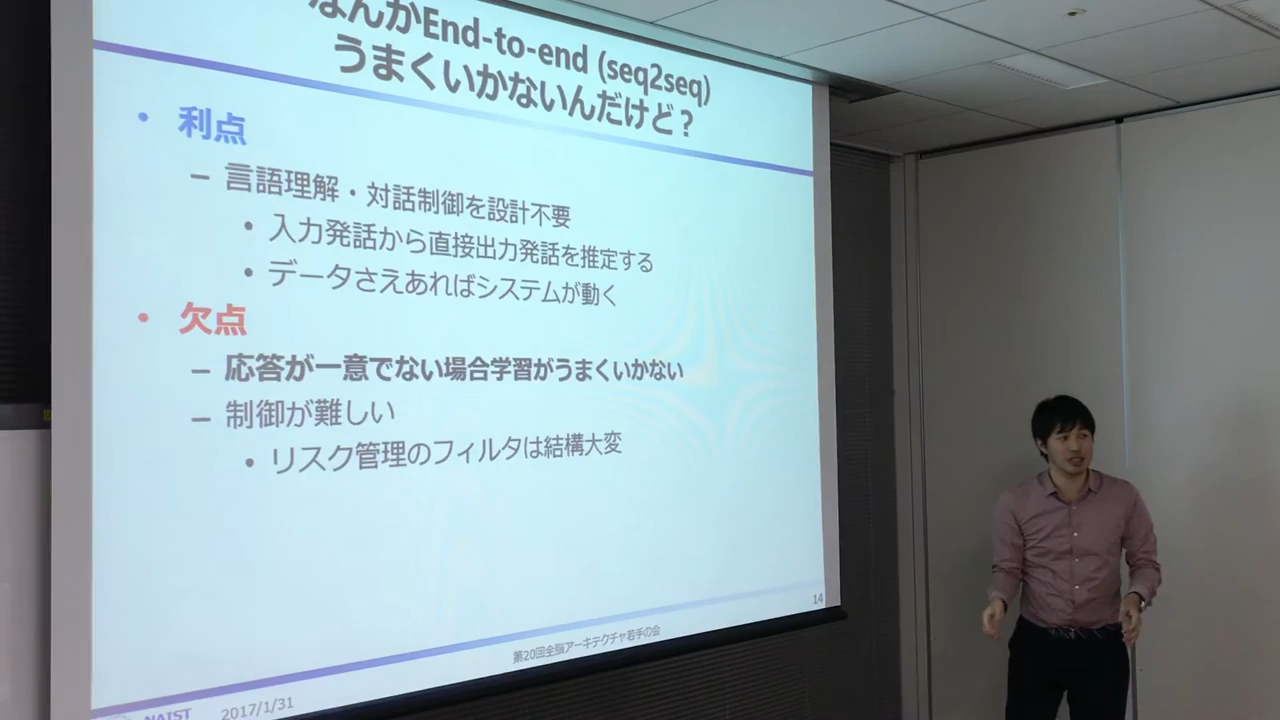 なんかEnd-to-end (seq2seq)
うまくいかないんだけど？
• 利点
– 言語理解・対話制御を設計不要
• 入力発話から直接出力発話を推定する
• データさえあればシステムが動く
• 欠点
– 応答が一意でない場合学習がうまくいかない
– 制御が難しい
• リスク管理のフィルタは結構大変
14
第20回全脳アーキテクチャ若手の会
NAIST
2017/1/31